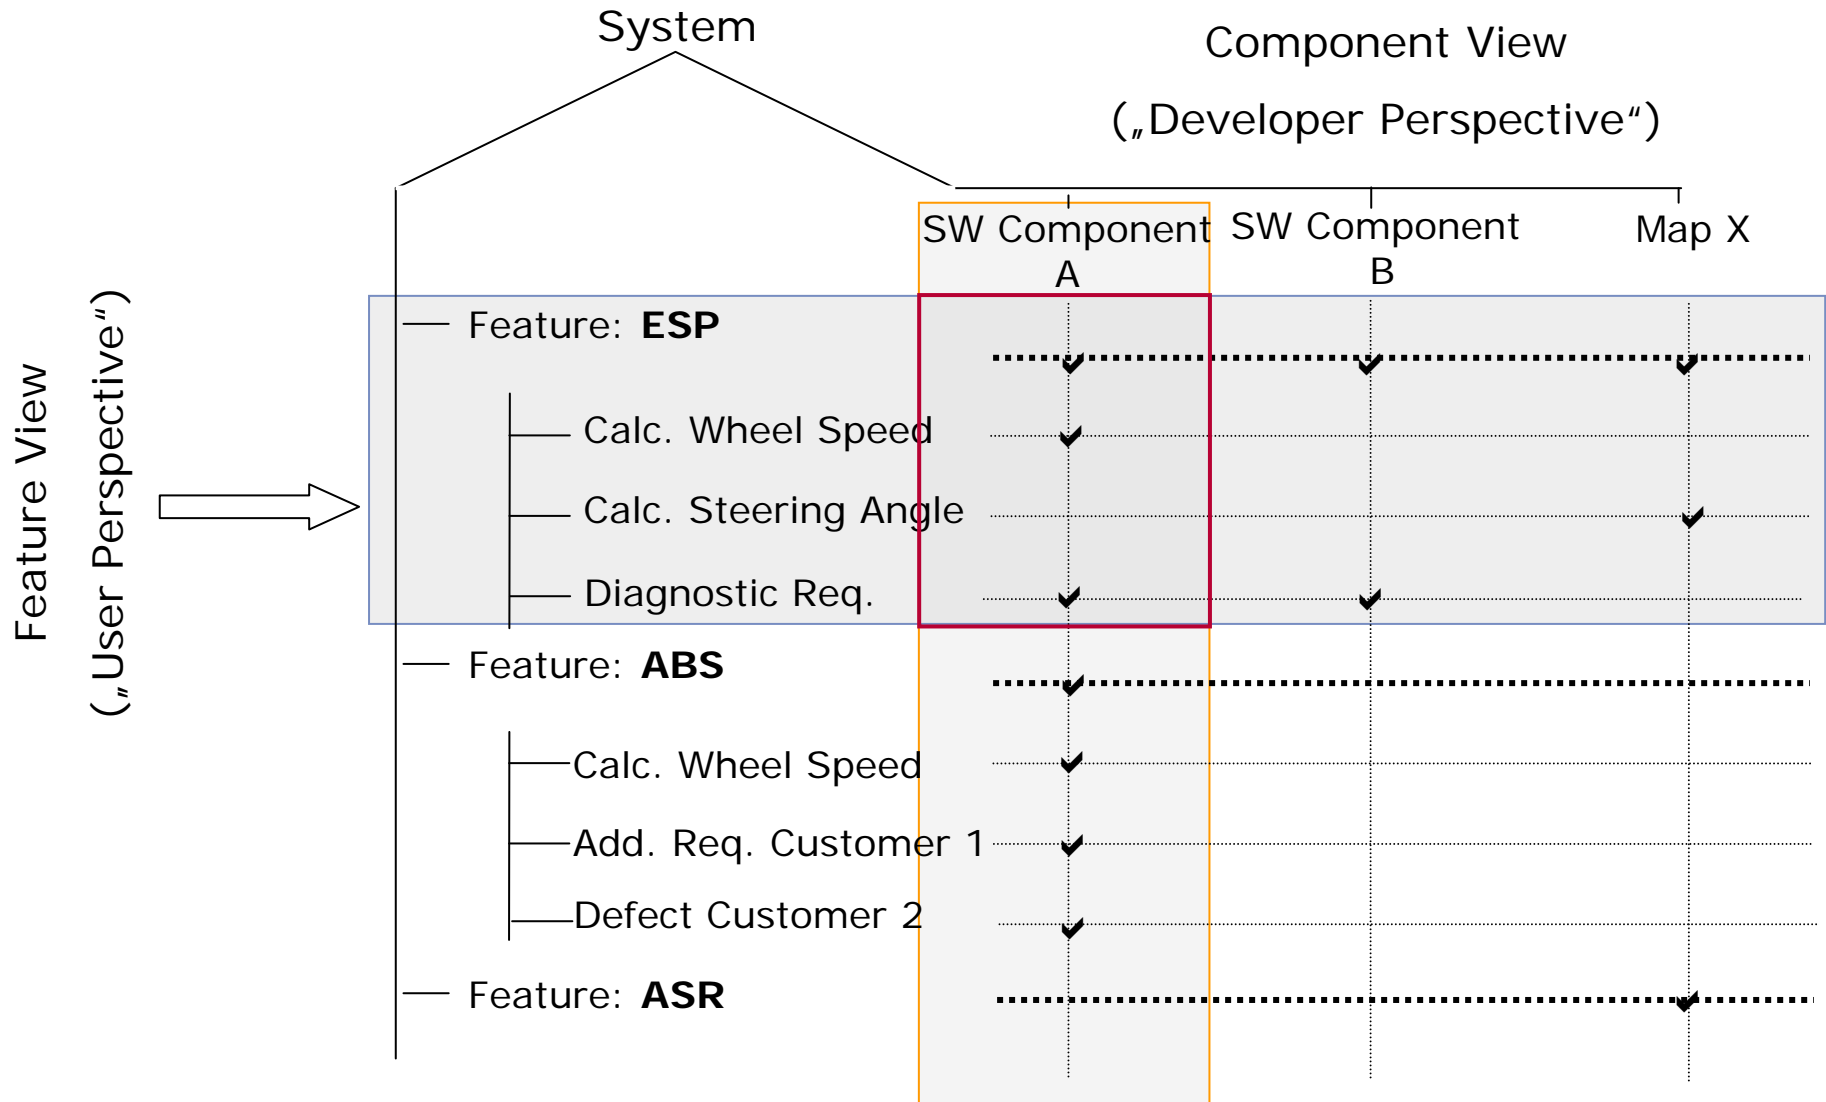 System
Component View
(„Developer Perspective“)
SW Component
A
SW Component
B
Map X
Feature View
(„User Perspective“)
Feature: ESP
Calc. Wheel Speed
Calc. Steering Angle
Diagnostic Req.
Feature: ABS
Calc. Wheel Speed
Add. Req. Customer 1
Defect Customer 2
Feature: ASR